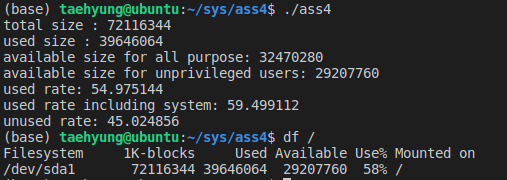 (base) taehyung@ubuntu:~/sys/ass4$ ./ass4
total size : 72116344
used size : 39646064
available size for all purpose: 32470280
available size for unprivileged users: 29207760
used rate: 54.975144
used rate including system: 59.499112
unused rate: 45.024856
(base) taehyung@ubuntu:~/sys/ass4$ df /
Filesystem     1K-blocks     Used Available Use% Mounted on
/dev/sda1       72116344 39646064  29207760  58% /